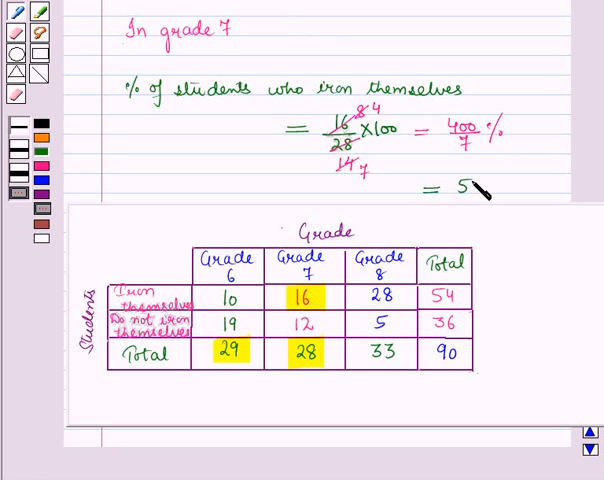 In grade 7
% of students who iron themselves
= 16/28 × 100 = 400/7 %
8 4
14 7
= 5
Grade
Students
Grade 6 Grade 7 Grade 8 Total
Iron themselves 10 16 28 54
Do not iron themselves 19 12 5 36
Total 29 28 33 90